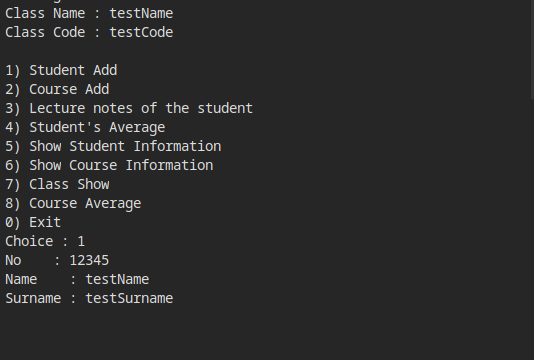 Class Name : testName
Class Code : testCode
1) Student Add
2) Course Add
3) Lecture notes of the student
4) Student's Average
5) Show Student Information
6) Show Course Information
7) Class Show
8) Course Average
0) Exit
Choice : 1
No    : 12345
Name    : testName
Surname : testSurname